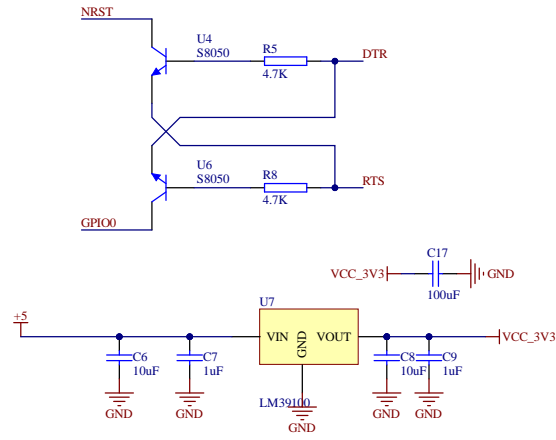 NRST
U4
S8050
R5
4.7K
DTR
U6
S8050
R8
4.7K
RTS
GPIO0
C17
100uF
VCC_3V3
GND
+5
U7
VIN
GND
VOUT
LM39100
VCC_3V3
C6
10uF
C7
1uF
C8
10uF
C9
1uF
GND
GND
GND
GND
GND